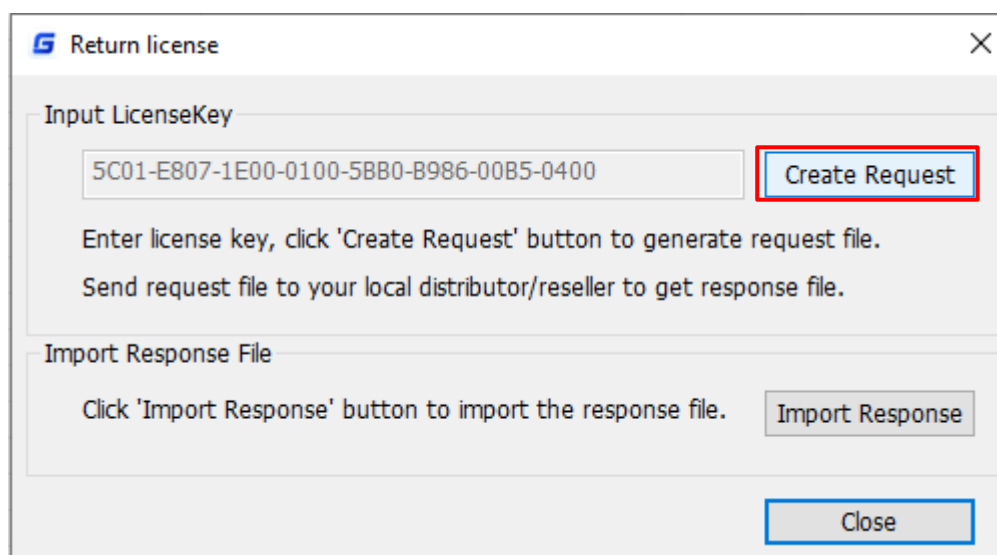 Return license
Input LicenseKey
5C01-E807-1E00-0100-5BB0-B986-00B5-0400
Create Request
Enter license key, click 'Create Request' button to generate request file.
Send request file to your local distributor/reseller to get response file.
Import Response File
Click 'Import Response' button to import the response file.
Import Response
Close